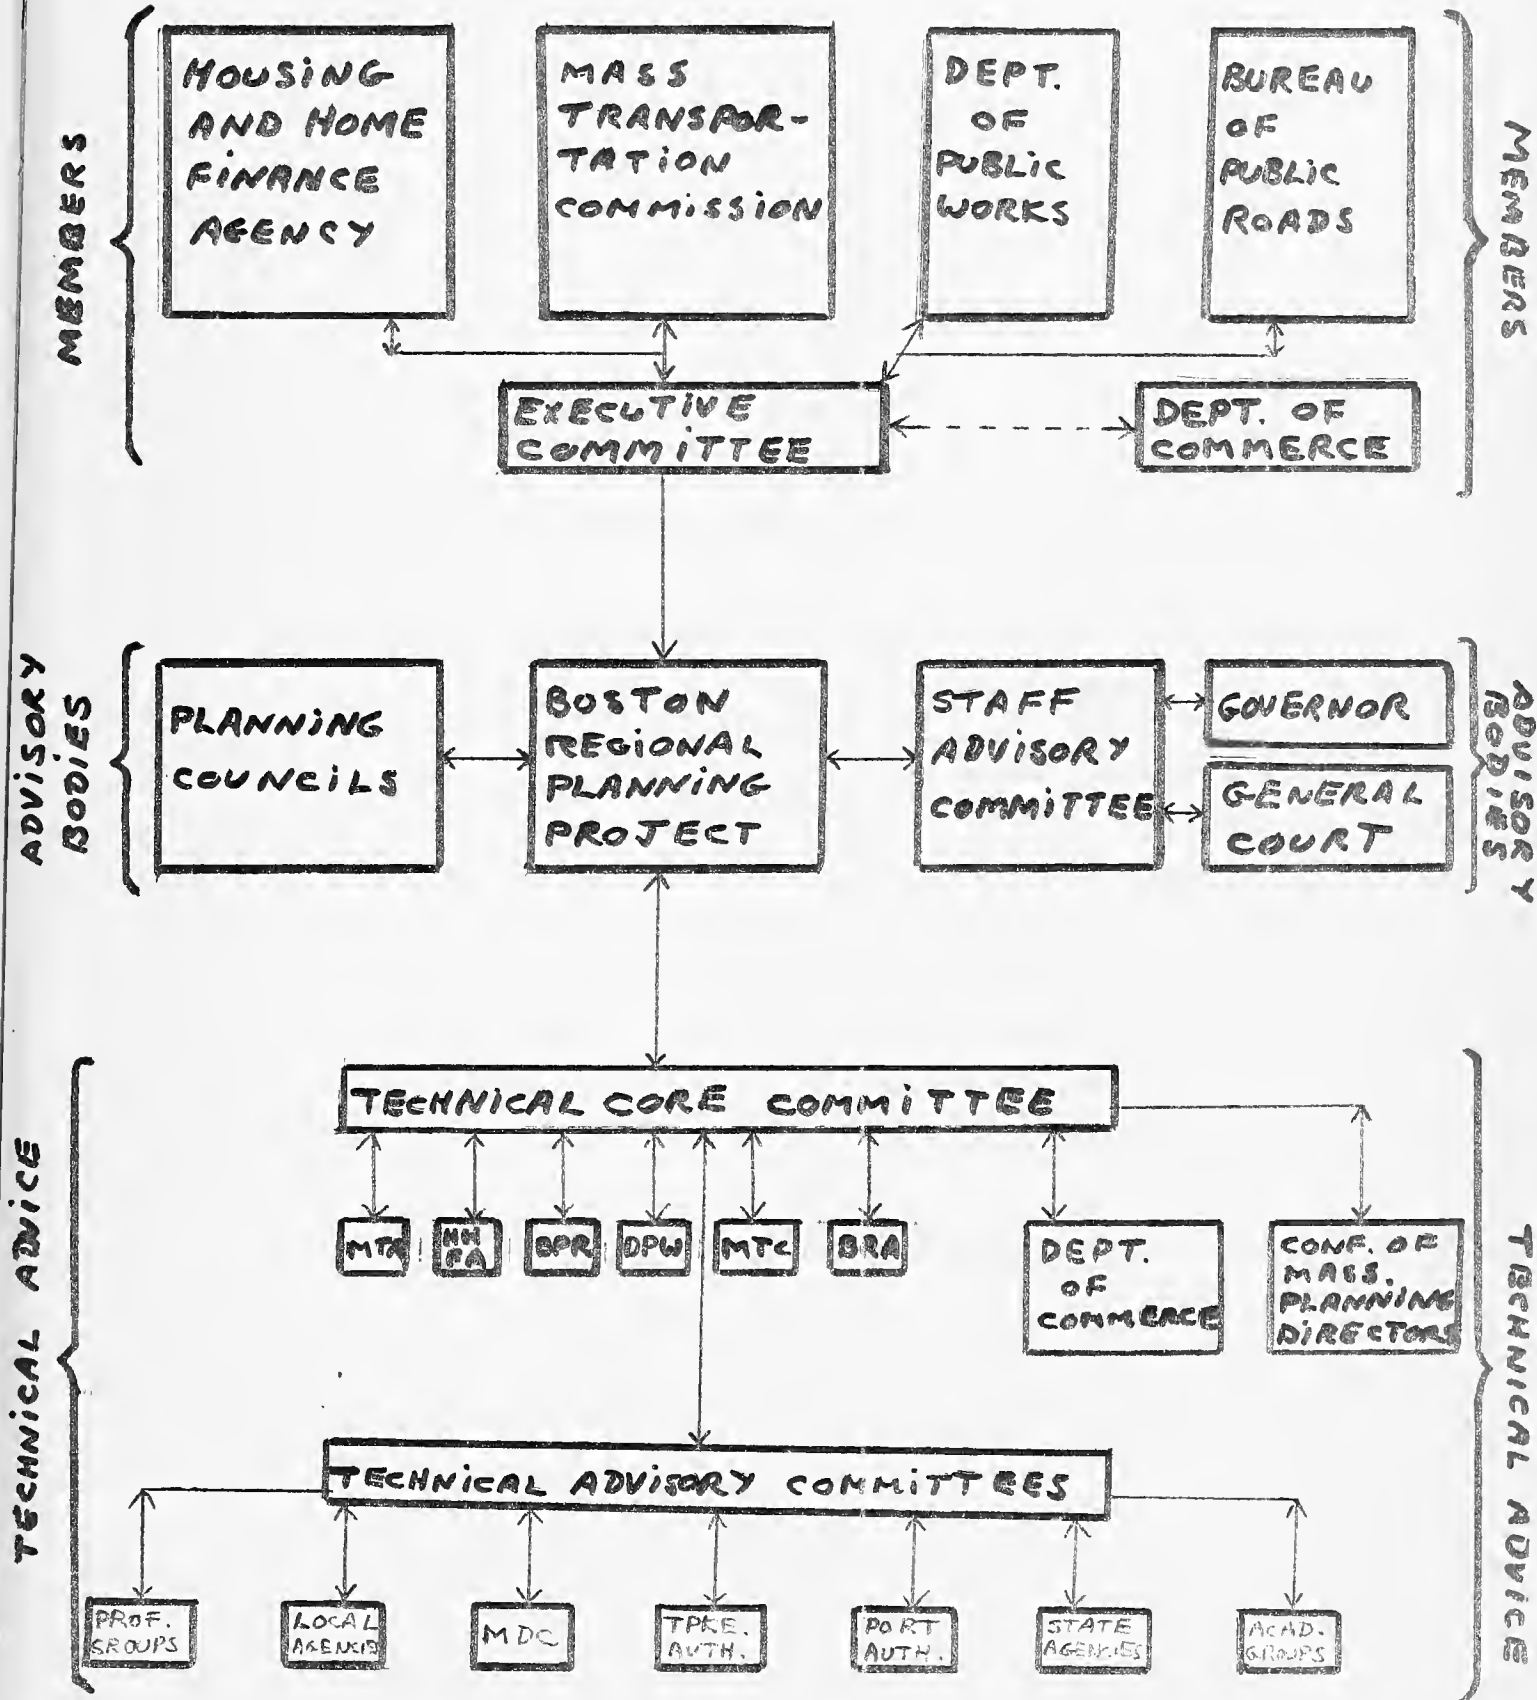 MEMBERS
HOUSING
AND HOME
FINANCE
AGENCY
MASS
TRANSPOR-
TATION
COMMISSION
DEPT.
OF
PUBLIC
WORKS
BUREAU
OF
PUBLIC
ROADS
MEMBERS
EXECUTIVE
COMMITTEE
DEPT. OF
COMMERCE
ADVISORY
BODIES
PLANNING
COUNCILS
BOSTON
REGIONAL
PLANNING
PROJECT
STAFF
ADVISORY
COMMITTEE
GOVERNOR
GENERAL
COURT
ADVISORY
BODIES
TECHNICAL ADVICE
TECHNICAL CORE COMMITTEE
MTA
HH
FA
BPR
DPW
MTC
BRA
DEPT.
OF
COMMERCE
CONF. OF
MASS.
PLANNING
DIRECTORS
TECHNICAL ADVICE
TECHNICAL ADVISORY COMMITTEES
PROF.
GROUPS
LOCAL
AGENCIES
MDC
TPKE.
AUTH.
PORT
AUTH.
STATE
AGENCIES
ACAD.
GROUPS